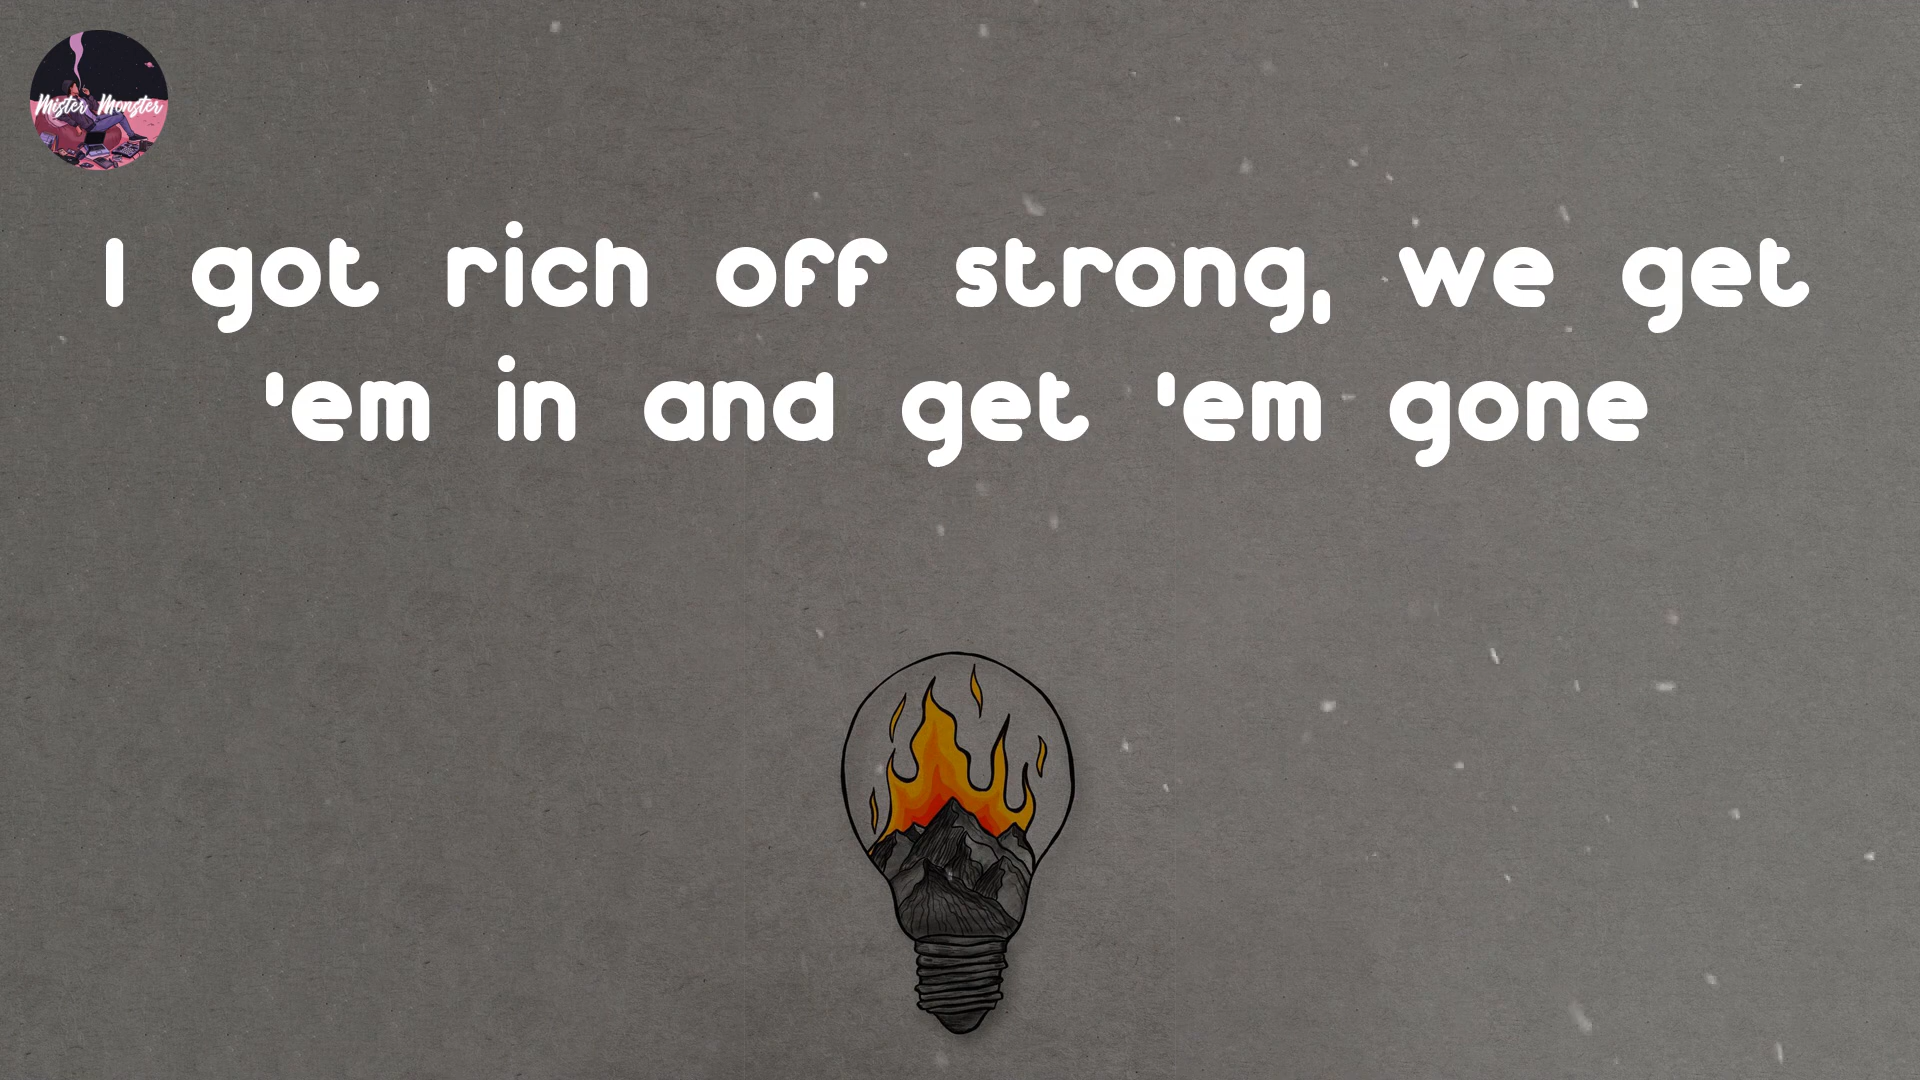 Mister Monster
I got rich off strong, we get
'em in and get 'em gone